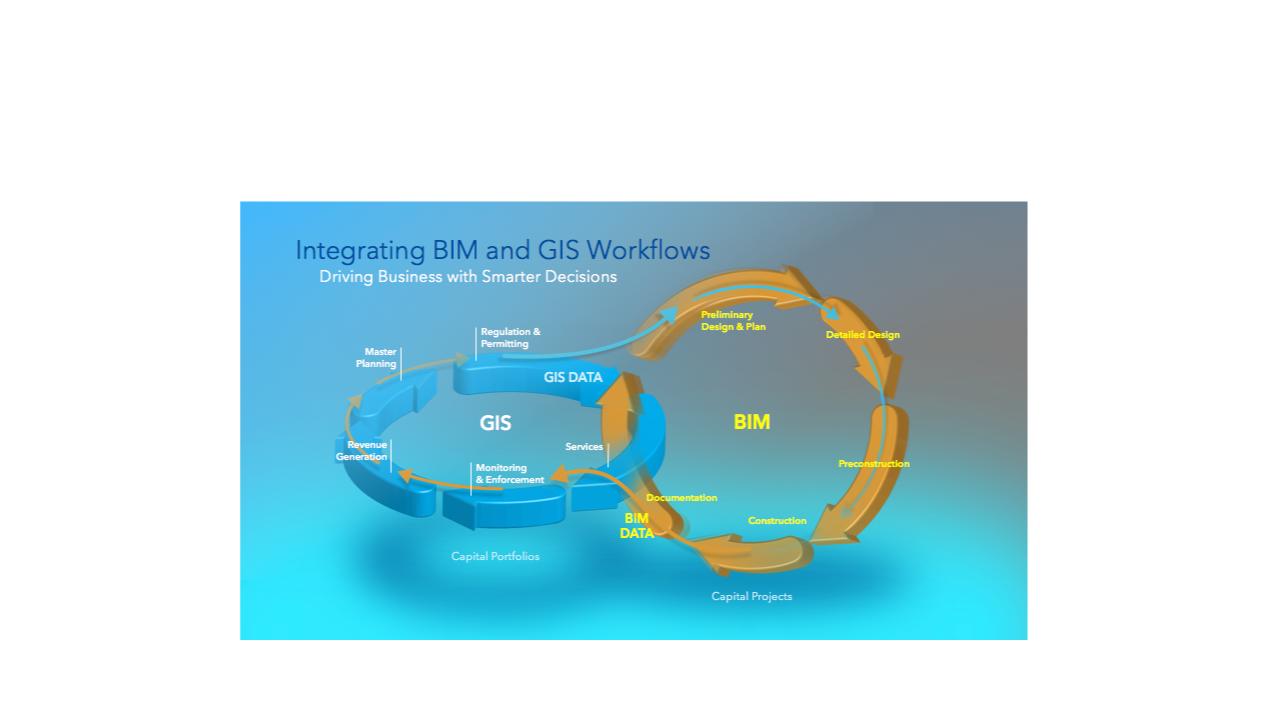 Integrating BIM and GIS Workflows
Driving Business with Smarter Decisions
Preliminary
Design & Plan
Regulation &
Permitting
Detailed Design
Master
Planning
GIS DATA
GIS
BIM
Revenue
Generation
Services
Monitoring
& Enforcement
Preconstruction
Documentation
BIM
DATA
Construction
Capital Portfolios
Capital Projects